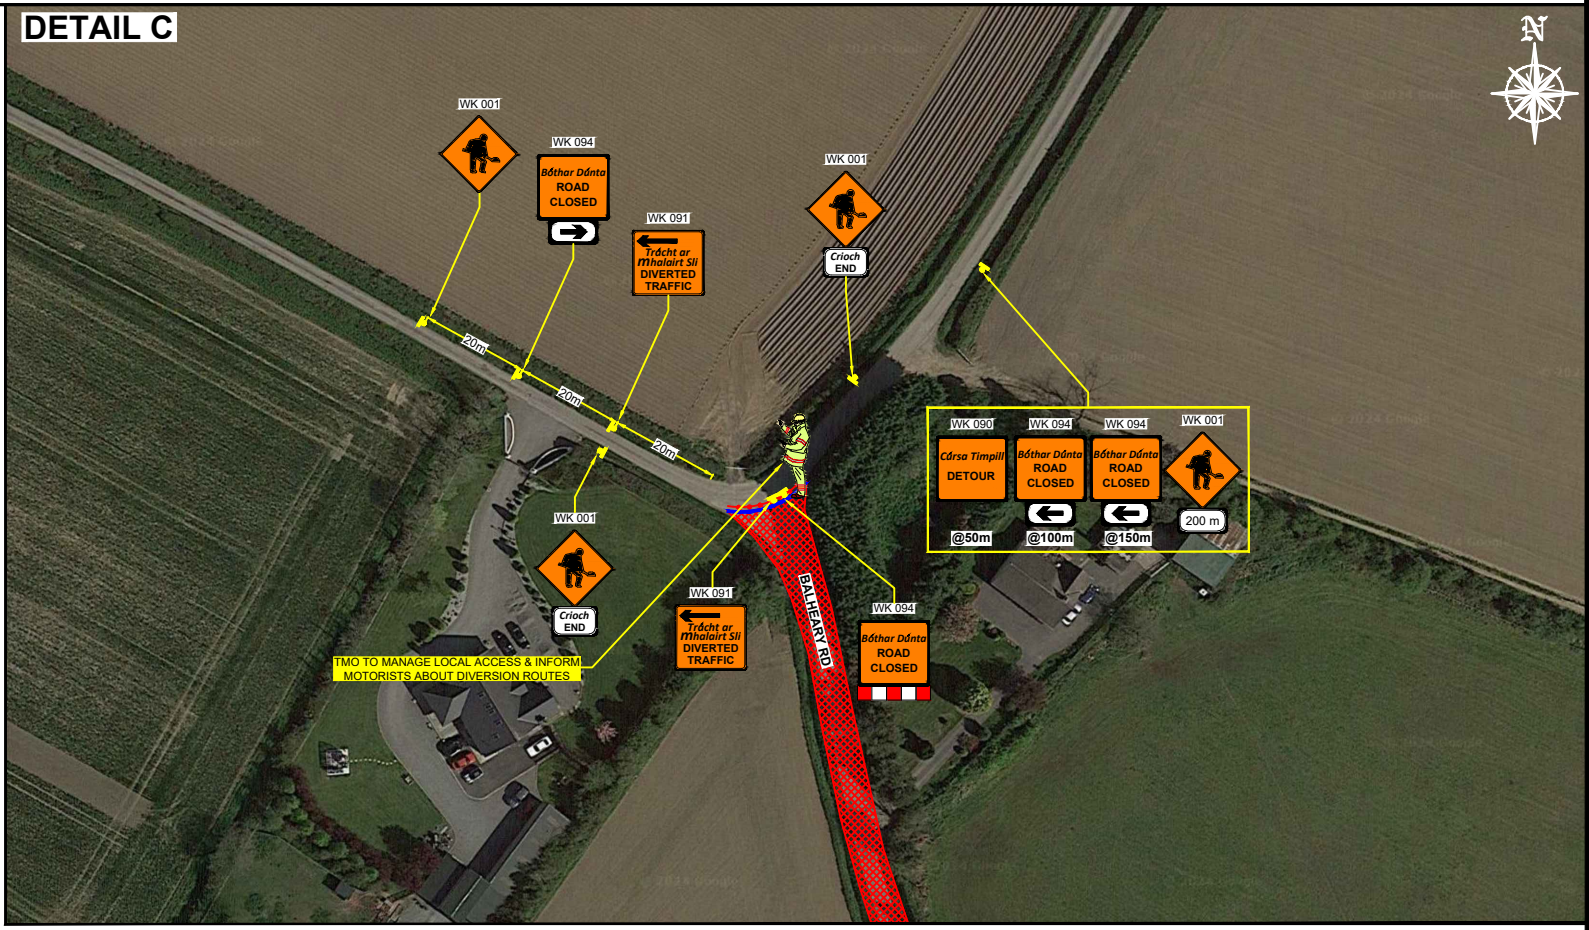 DETAIL C
N
WK 001
WK 094
Bóthar Dúnta
ROAD
CLOSED
WK 091
Trácht ar
Mhalairt Slí
DIVERTED
TRAFFIC
WK 001
Críoch
END
20m
20m
20m
WK 090
Cúrsa Timpill
DETOUR
@50m
WK 094
Bóthar Dúnta
ROAD
CLOSED
@100m
WK 094
Bóthar Dúnta
ROAD
CLOSED
@150m
WK 001
200 m
WK 001
Críoch
END
WK 091
Trácht ar
Mhalairt Slí
DIVERTED
TRAFFIC
WK 094
Bóthar Dúnta
ROAD
CLOSED
BALHEARY RD
TMO TO MANAGE LOCAL ACCESS & INFORM
MOTORISTS ABOUT DIVERSION ROUTES